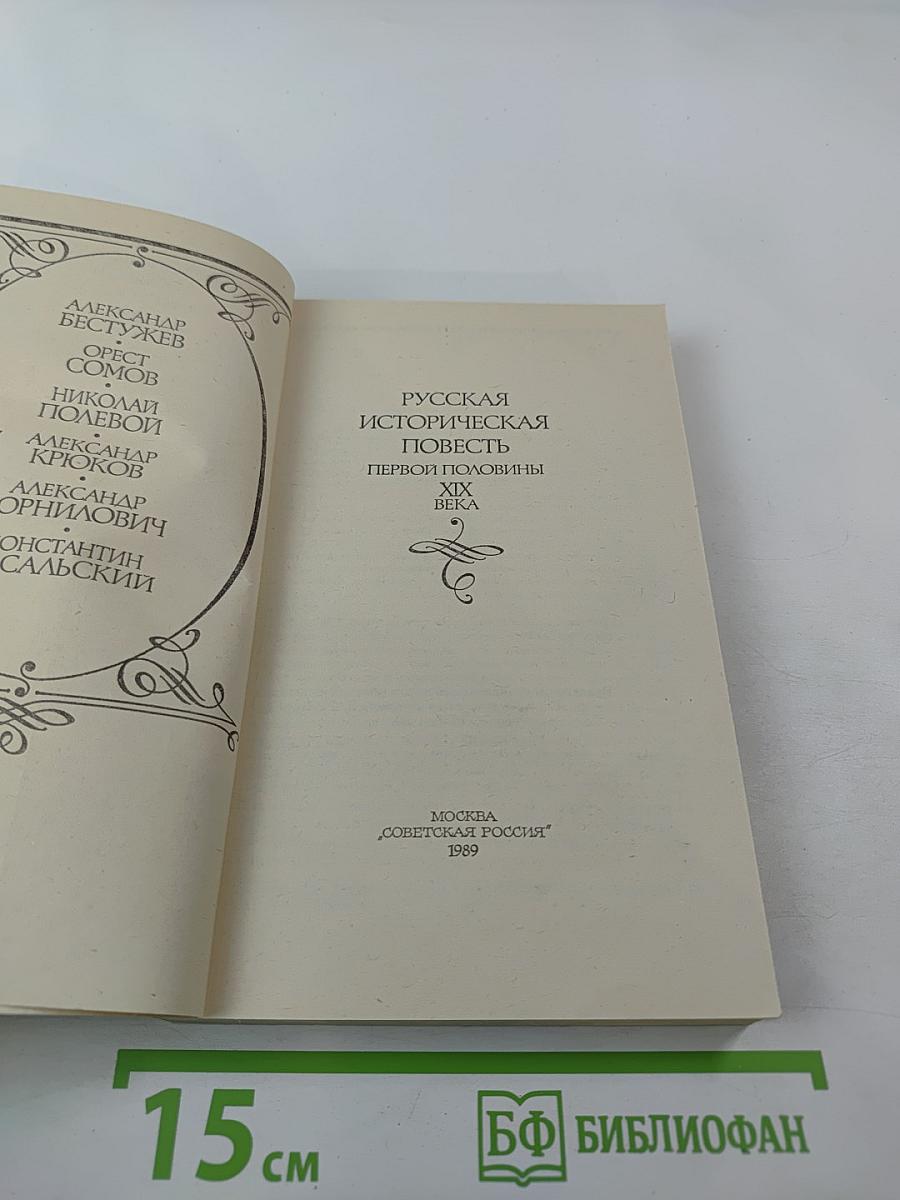 АЛЕКСАНДР
БЕСТУЖЕВ
ОРЕСТ
СОМОВ
НИКОЛАЙ
ПОЛЕВОЙ
АЛЕКСАНДР
КРЮКОВ
АЛЕКСАНДР
ОРНИЛОВИЧ
ОНСТАНТИН
САЛЬСКИЙ
РУССКАЯ
ИСТОРИЧЕСКАЯ
ПОВЕСТЬ
ПЕРВОЙ ПОЛОВИНЫ
XIX
ВЕКА
МОСКВА
„СОВЕТСКАЯ РОССИЯ"
1989
15 см
БФ БИБЛИОФАН